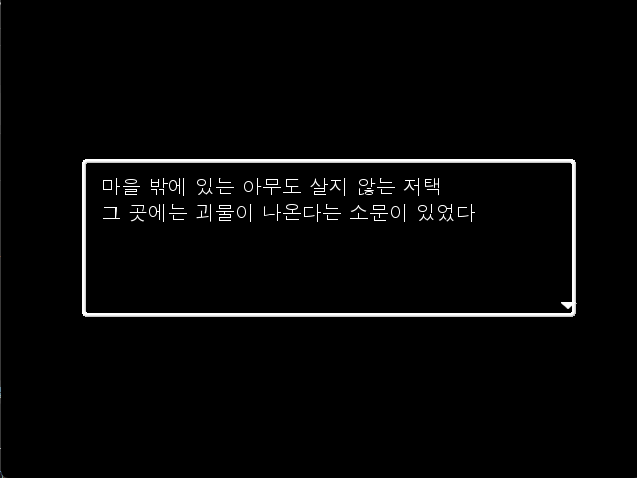 마을 밖에 있는 아무도 살지 않는 저택
그 곳에는 괴물이 나온다는 소문이 있었다